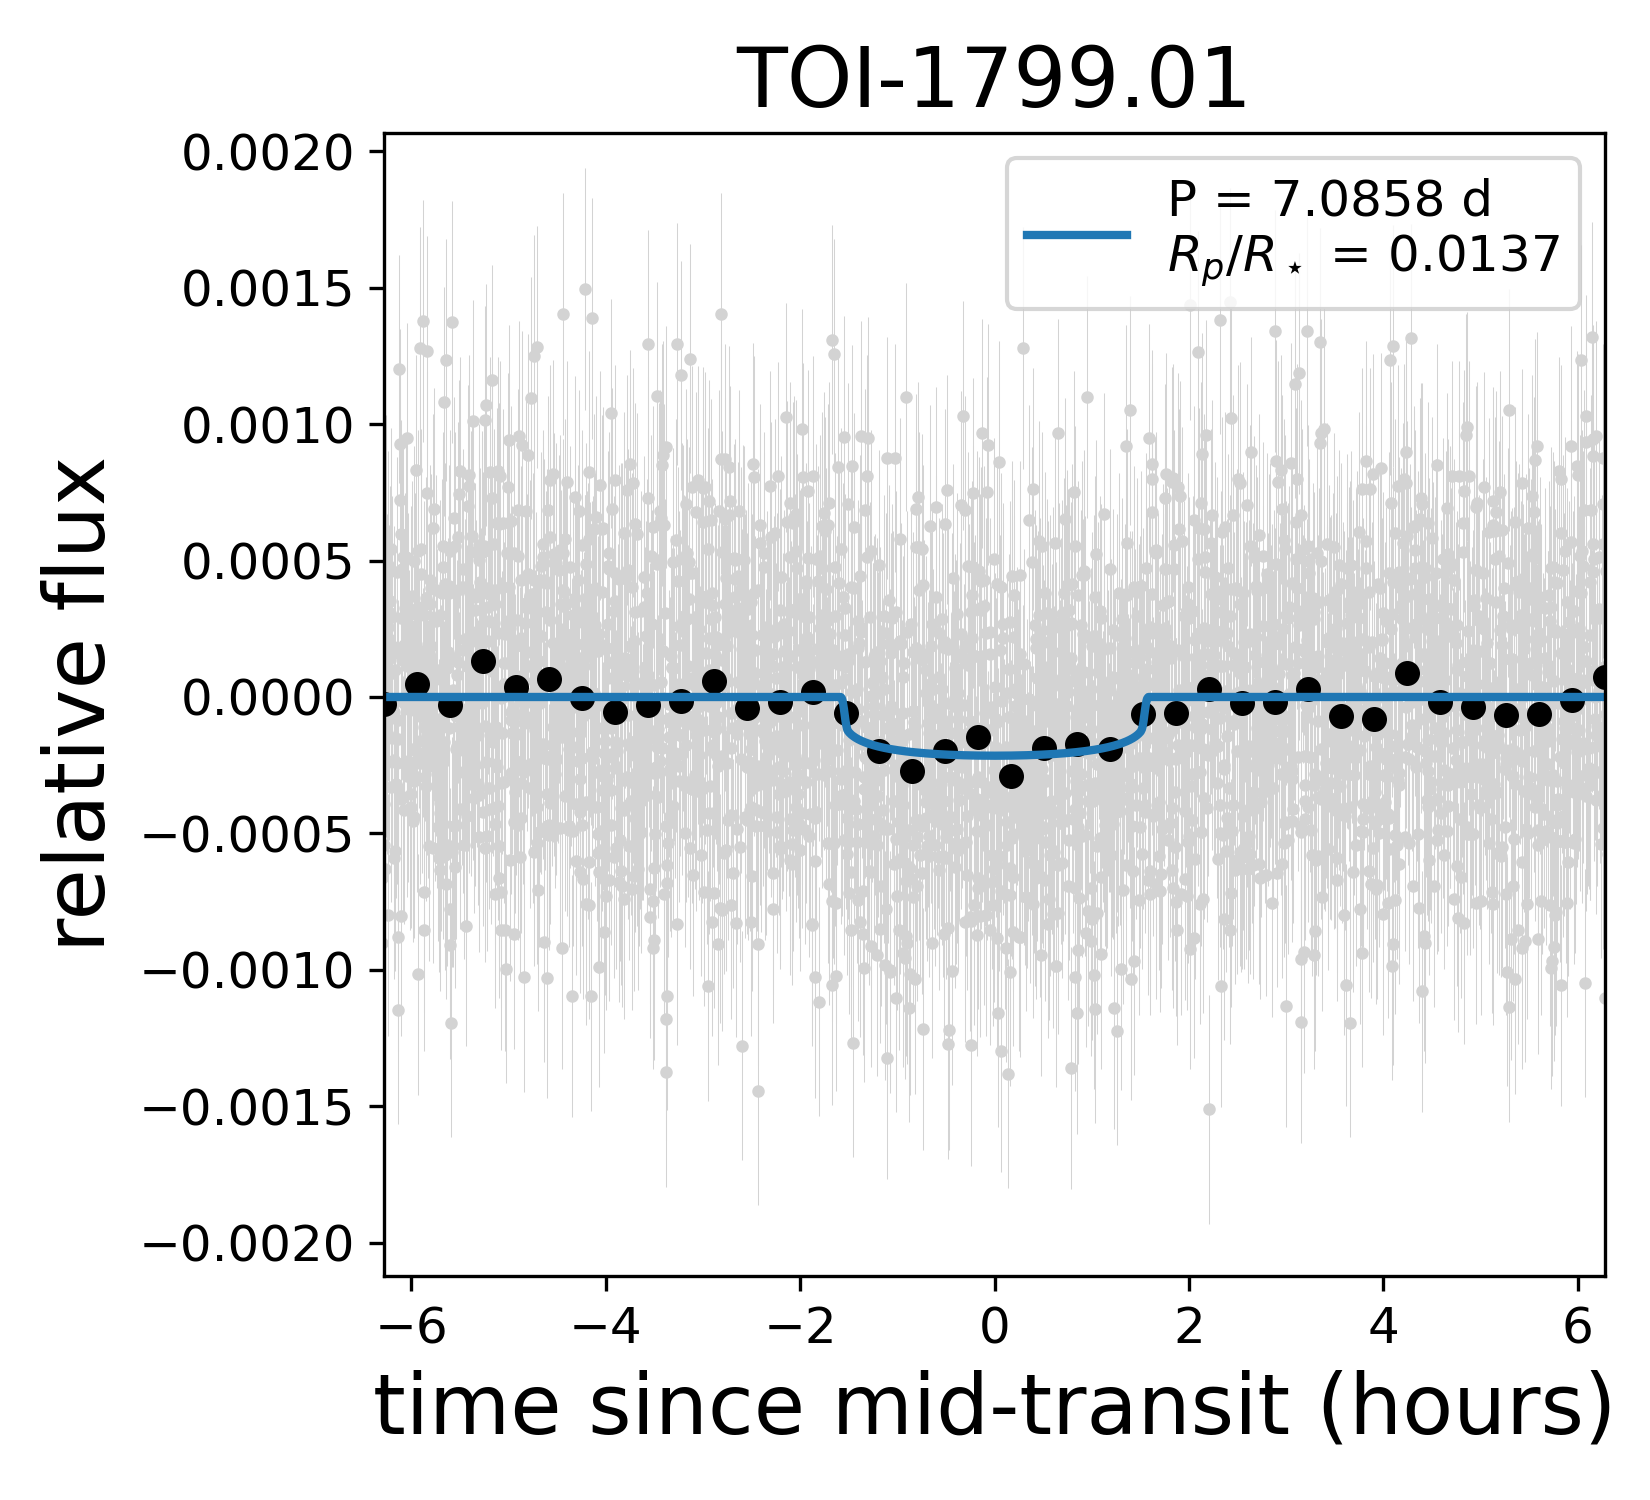 TOI-1799.01
0.0020
0.0015
0.0010
0.0005
0.0000
−0.0005
−0.0010
−0.0015
−0.0020
relative flux
P = 7.0858 d
Rp/R⋆ = 0.0137
−6 −4 −2 0 2 4 6
time since mid-transit (hours)